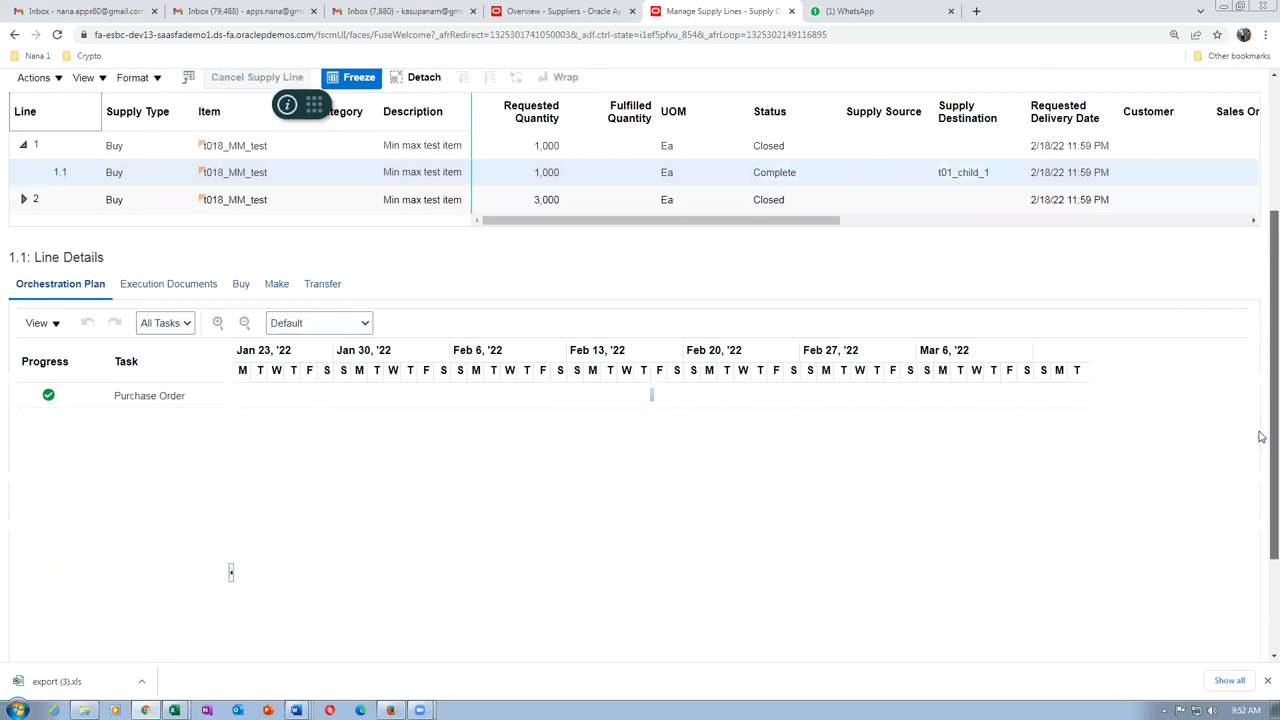 Inbox - nana.apps60@gmail.com
Inbox (79,488) - apps.nana@gm
Inbox (7,880) - kasupanam@gm
Overview - Suppliers - Oracle Ap
Manage Supply Lines - Supply O
(1) WhatsApp
fa-esbc-dev13-saasfademo1.ds-fa.oraclepdemos.com/fscmUI/faces/FuseWelcome?_afrRedirect=1325301741050003&_adf.ctrl-state=i1ef5pfvu_854&_afrLoop=1325302149116895
Nana 1 Crypto Other bookmarks
Actions View Format Cancel Supply Line Freeze Detach Wrap
Line Supply Type Item ategory Description Requested Quantity Fulfilled Quantity UOM Status Supply Source Supply Destination Requested Delivery Date Customer Sales Or
1 Buy t018_MM_test Min max test item 1,000 Ea Closed 2/18/22 11:59 PM
1.1 Buy t018_MM_test Min max test item 1,000 Ea Complete t01_child_1 2/18/22 11:59 PM
2 Buy t018_MM_test Min max test item 3,000 Ea Closed 2/18/22 11:59 PM
1.1: Line Details
Orchestration Plan Execution Documents Buy Make Transfer
View All Tasks Default
Progress Task
Jan 23, '22 Jan 30, '22 Feb 6, '22 Feb 13, '22 Feb 20, '22 Feb 27, '22 Mar 6, '22
M T W T F S S M T W T F S S M T W T F S S M T W T F S S M T W T F S S M T W T F S S M T W T F S S M T
Purchase Order
export (3).xls
Show all
9:52 AM